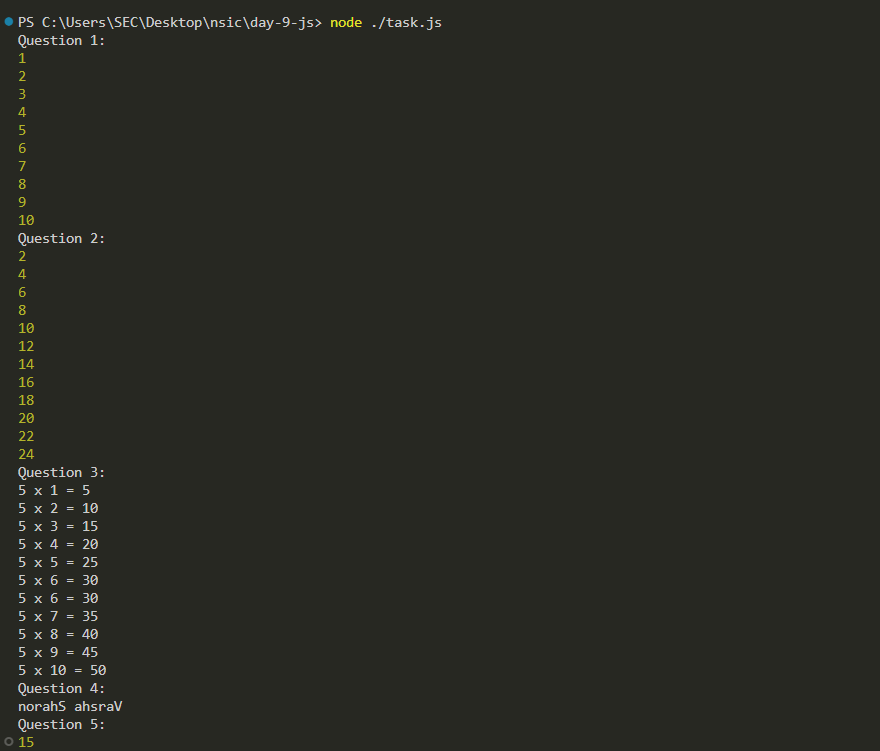 PS C:\Users\SEC\Desktop\nsic\day-9-js> node ./task.js
Question 1:
1
2
3
4
5
6
7
8
9
10
Question 2:
2
4
6
8
10
12
14
16
18
20
22
24
Question 3:
5 x 1 = 5
5 x 2 = 10
5 x 3 = 15
5 x 4 = 20
5 x 5 = 25
5 x 6 = 30
5 x 6 = 30
5 x 7 = 35
5 x 8 = 40
5 x 9 = 45
5 x 10 = 50
Question 4:
norahS ahsraV
Question 5:
15